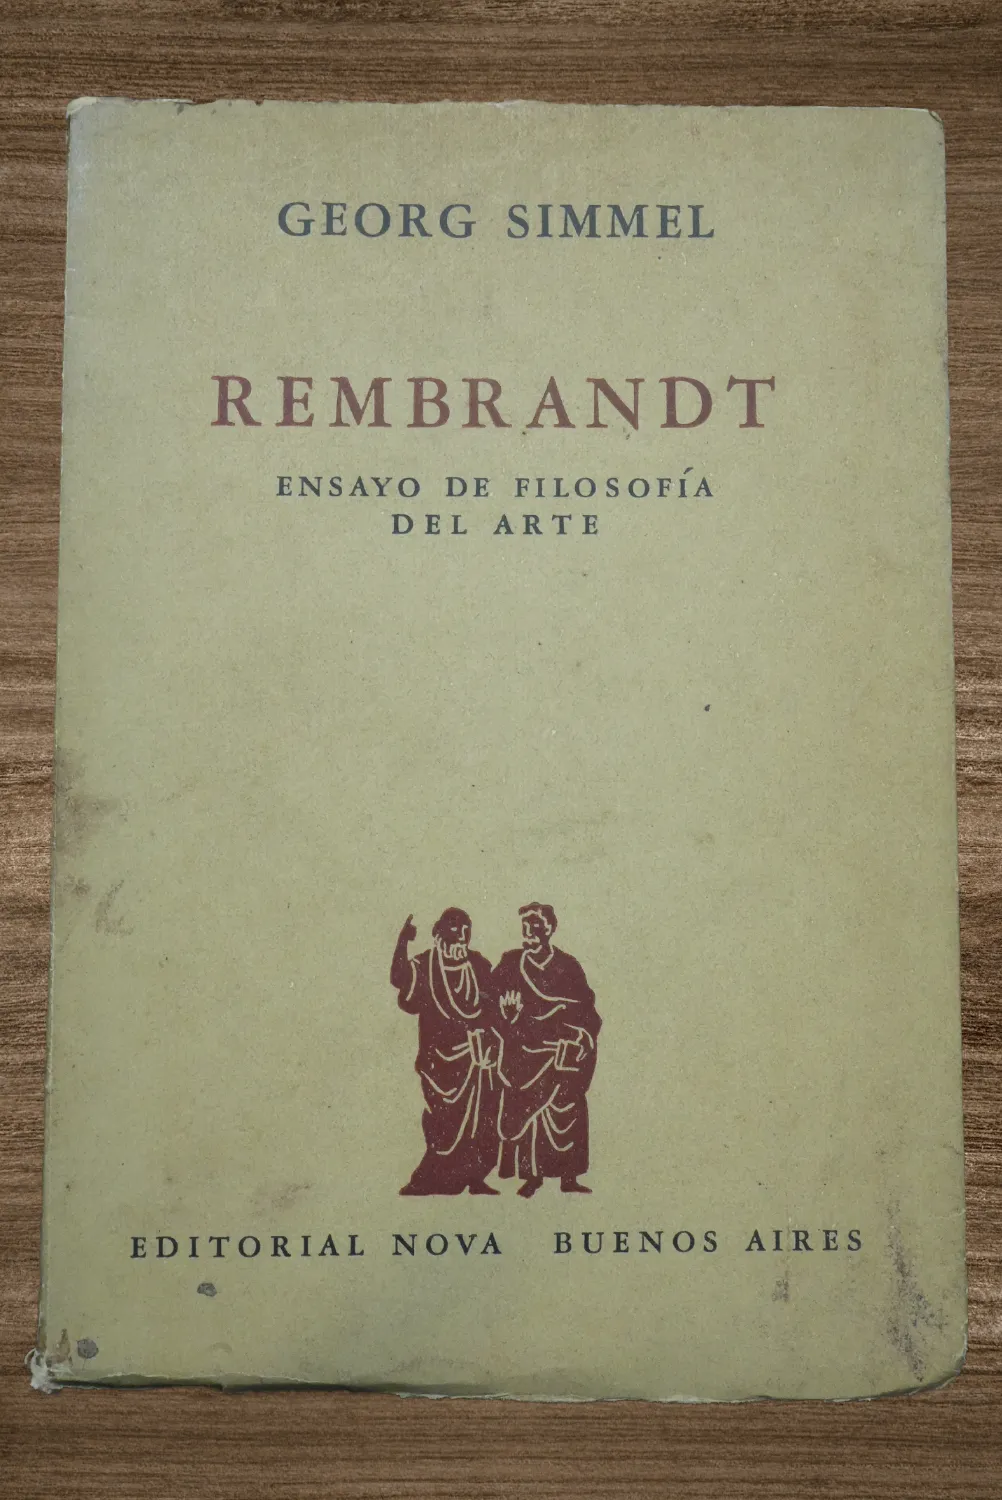 GEORG SIMMEL
REMBRANDT
ENSAYO DE FILOSOFÍA
DEL ARTE
EDITORIAL NOVA BUENOS AIRES